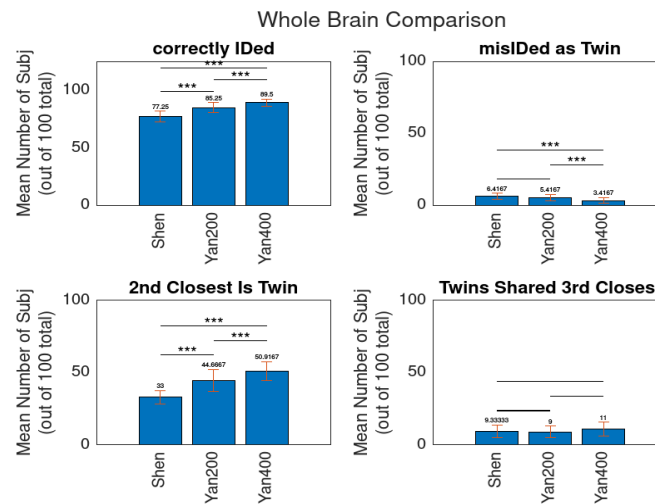 Whole Brain Comparison
correctly IDed
Mean Number of Subj
(out of 100 total)
100
50
0
***
***
***
77.25
85.25
89.5
Shen
Yan200
Yan400
misIDed as Twin
Mean Number of Subj
(out of 100 total)
100
50
0
***
***
6.4167
5.4167
3.4167
Shen
Yan200
Yan400
2nd Closest Is Twin
Mean Number of Subj
(out of 100 total)
100
50
0
***
***
***
33
44.6667
50.9167
Shen
Yan200
Yan400
Twins Shared 3rd Closes
Mean Number of Subj
(out of 100 total)
100
50
0
9.33333
9
11
Shen
Yan200
Yan400